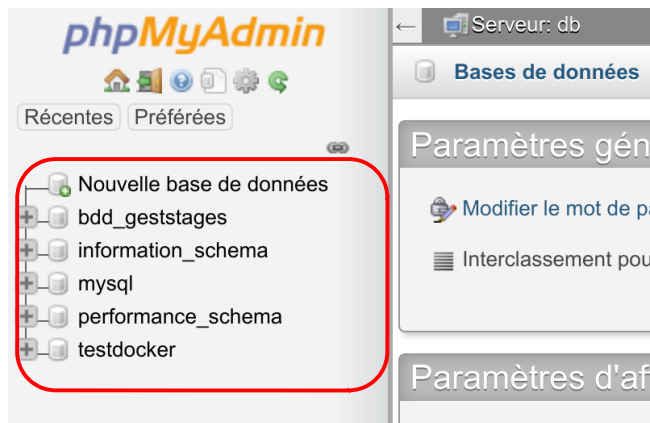 phpMyAdmin
Récentes Préférées
Nouvelle base de données
bdd_geststages
information_schema
mysql
performance_schema
testdocker
← Serveur: db
Bases de données
Paramètres gén
Modifier le mot de pa
Interclassement pou
Paramètres d'af